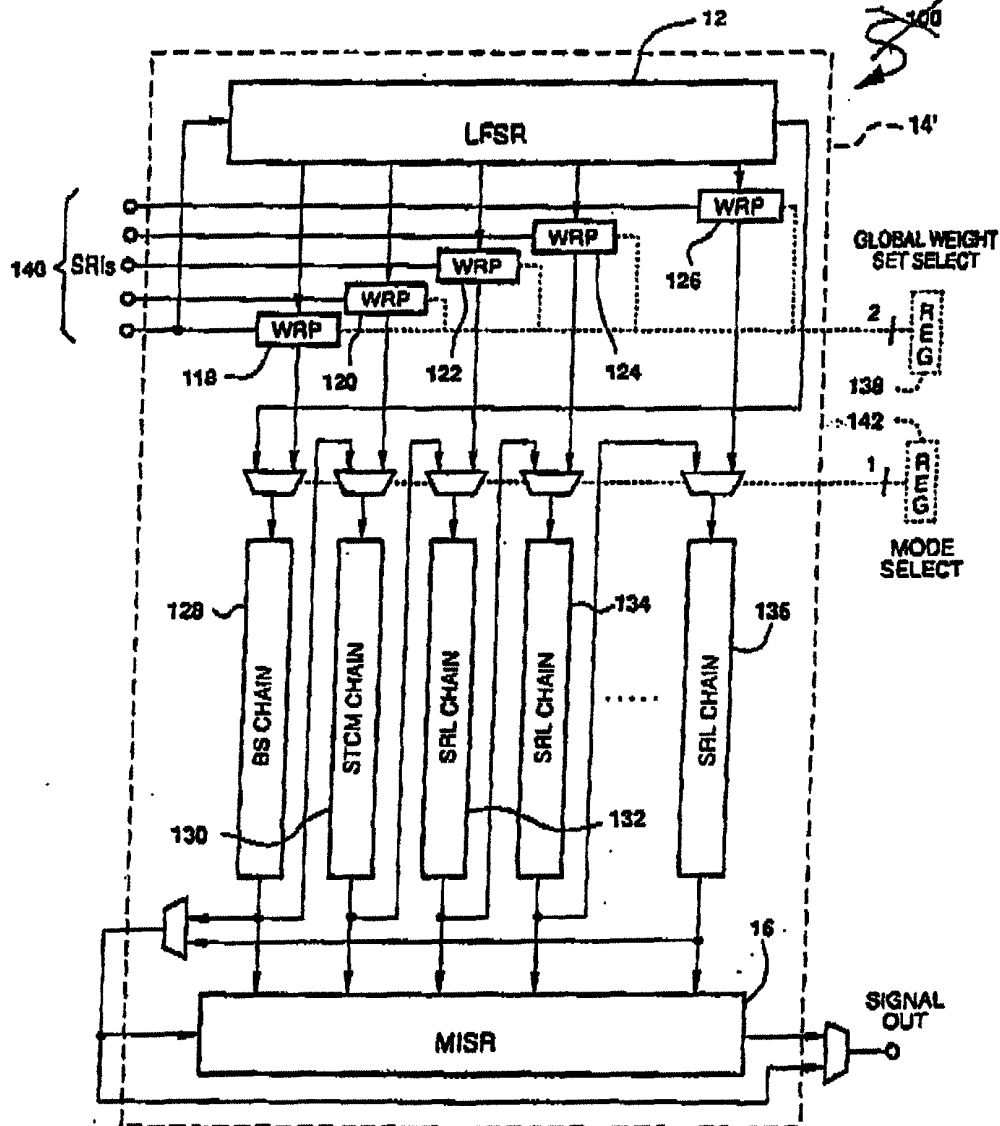 12
100
LFSR
14'
WRP
126
WRP
124
WRP
122
WRP
120
WRP
118
140
SRIs
GLOBAL WEIGHT
SET SELECT
2
REG
138
142
1
REG
MODE
SELECT
128
BS CHAIN
130
STCM CHAIN
SRL CHAIN
132
SRL CHAIN
134
.....
SRL CHAIN
136
16
MISR
SIGNAL
OUT